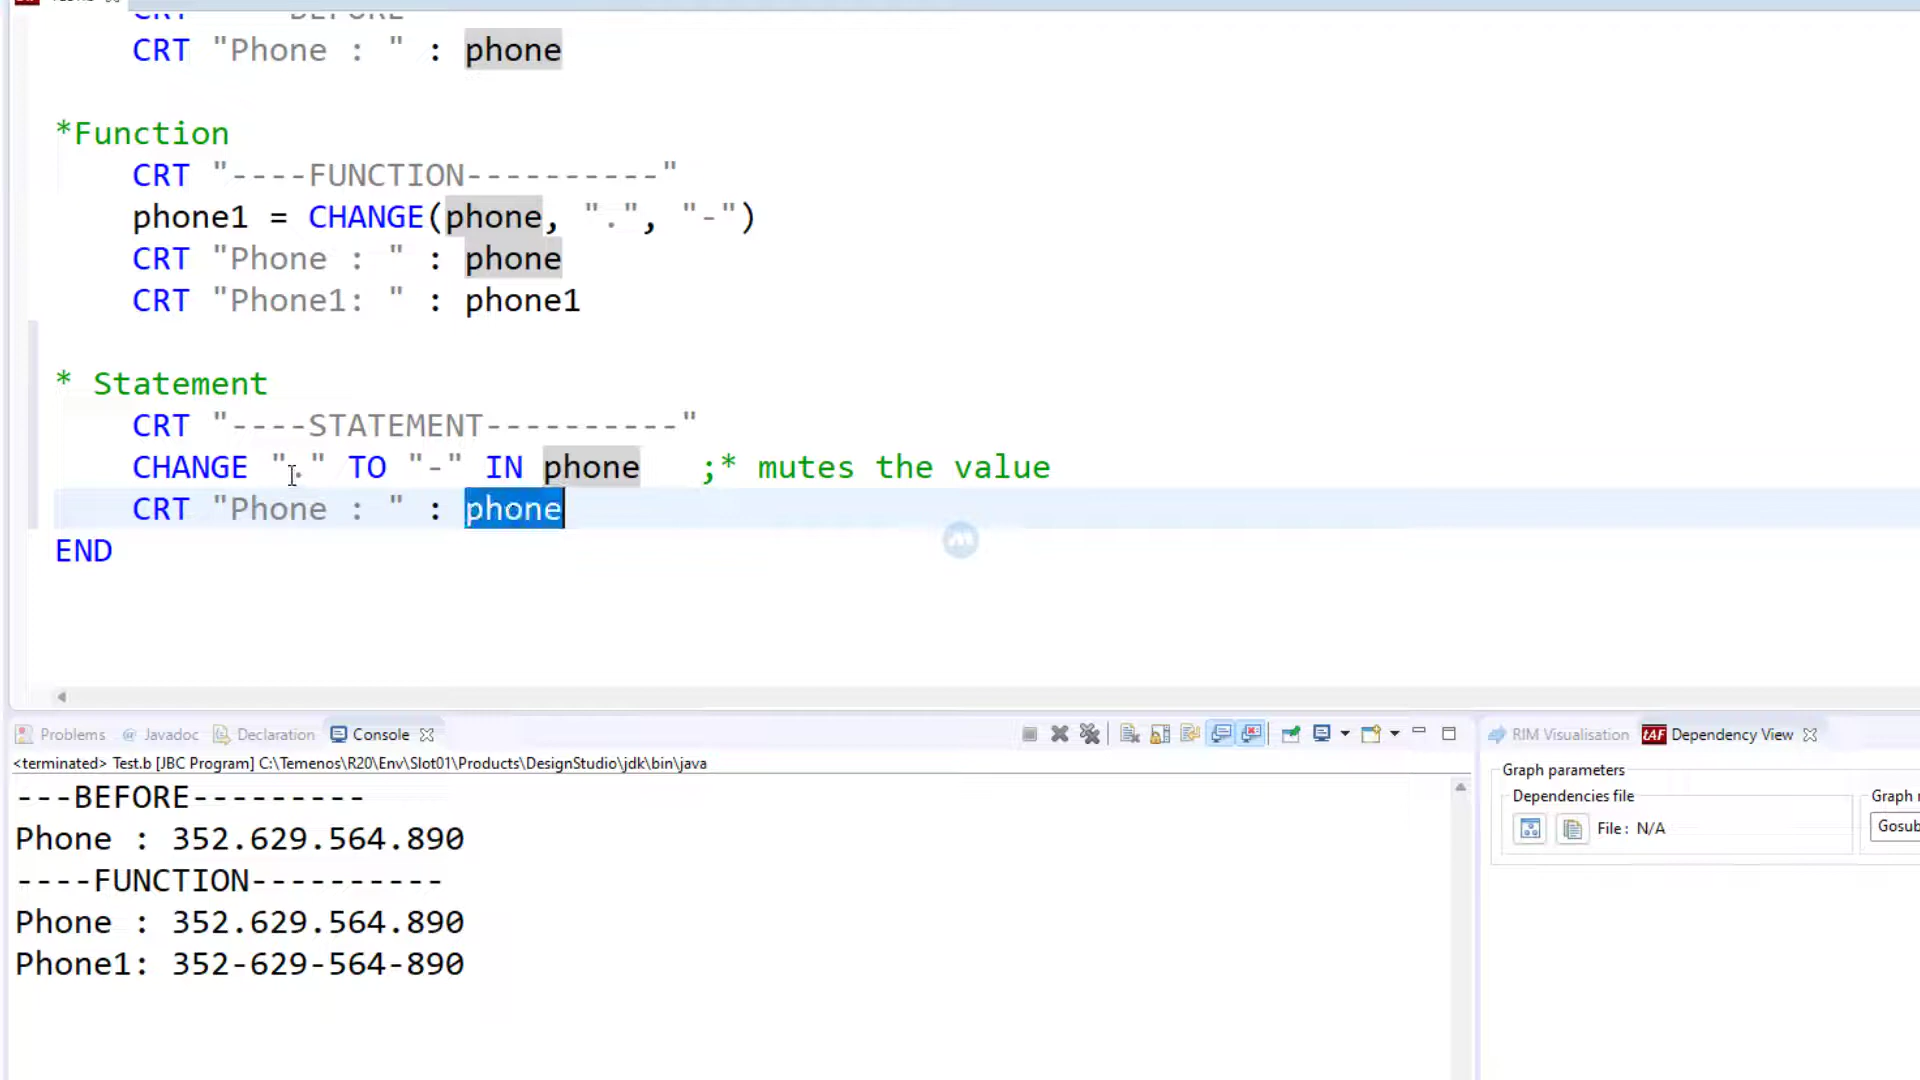 CRT "Phone : " : phone
*Function
CRT "----FUNCTION----------"
phone1 = CHANGE(phone, ".", "-")
CRT "Phone : " : phone
CRT "Phone1: " : phone1
* Statement
CRT "----STATEMENT----------"
CHANGE "." TO "-" IN phone ;* mutes the value
CRT "Phone : " : phone
END
Problems @ Javadoc Declaration Console
<terminated> Test.b [JBC Program] C:\Temenos\R20\Env\Slot01\Products\DesignStudio\jdk\bin\java
---BEFORE---------
Phone : 352.629.564.890
----FUNCTION----------
Phone : 352.629.564.890
Phone1: 352-629-564-890
RIM Visualisation tAF Dependency View
Graph parameters
Dependencies file
File : N/A
Graph
Gosub